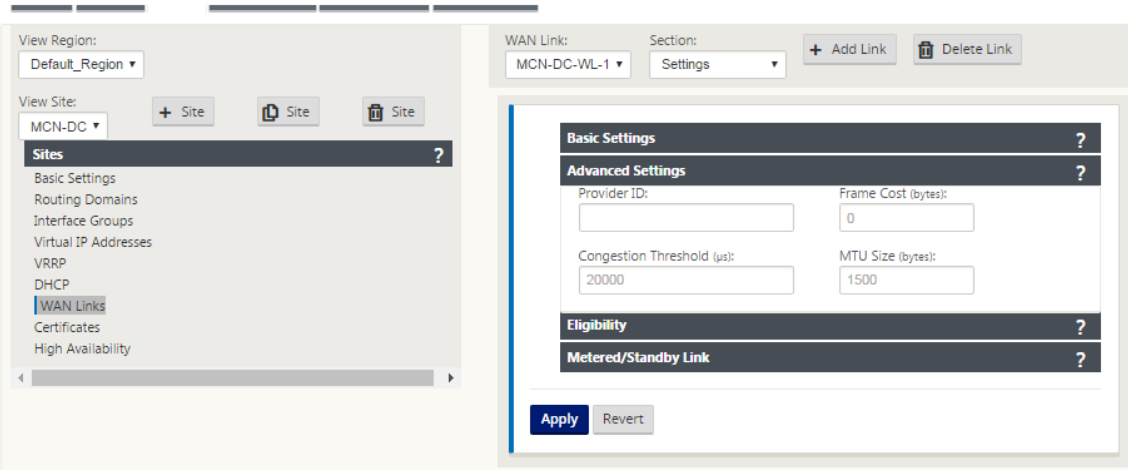 View Region:
Default_Region
View Site:
MCN-DC
+ Site
Site
Site
Sites ?
Basic Settings
Routing Domains
Interface Groups
Virtual IP Addresses
VRRP
DHCP
WAN Links
Certificates
High Availability
WAN Link: Section:
MCN-DC-WL-1 Settings + Add Link Delete Link
Basic Settings ?
Advanced Settings ?
Provider ID: Frame Cost (bytes):
0
Congestion Threshold (µs): MTU Size (bytes):
20000 1500
Eligibility ?
Metered/Standby Link ?
Apply Revert